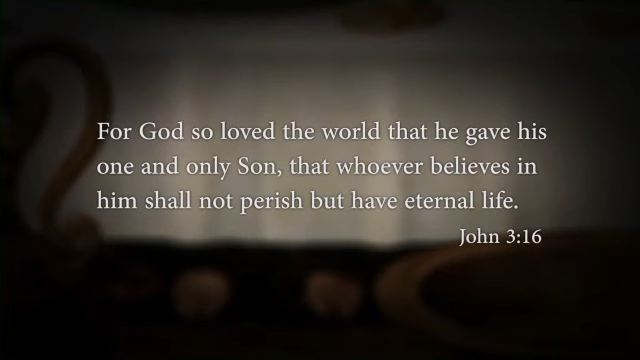 For God so loved the world that he gave his
one and only Son, that whoever believes in
him shall not perish but have eternal life.
John 3:16